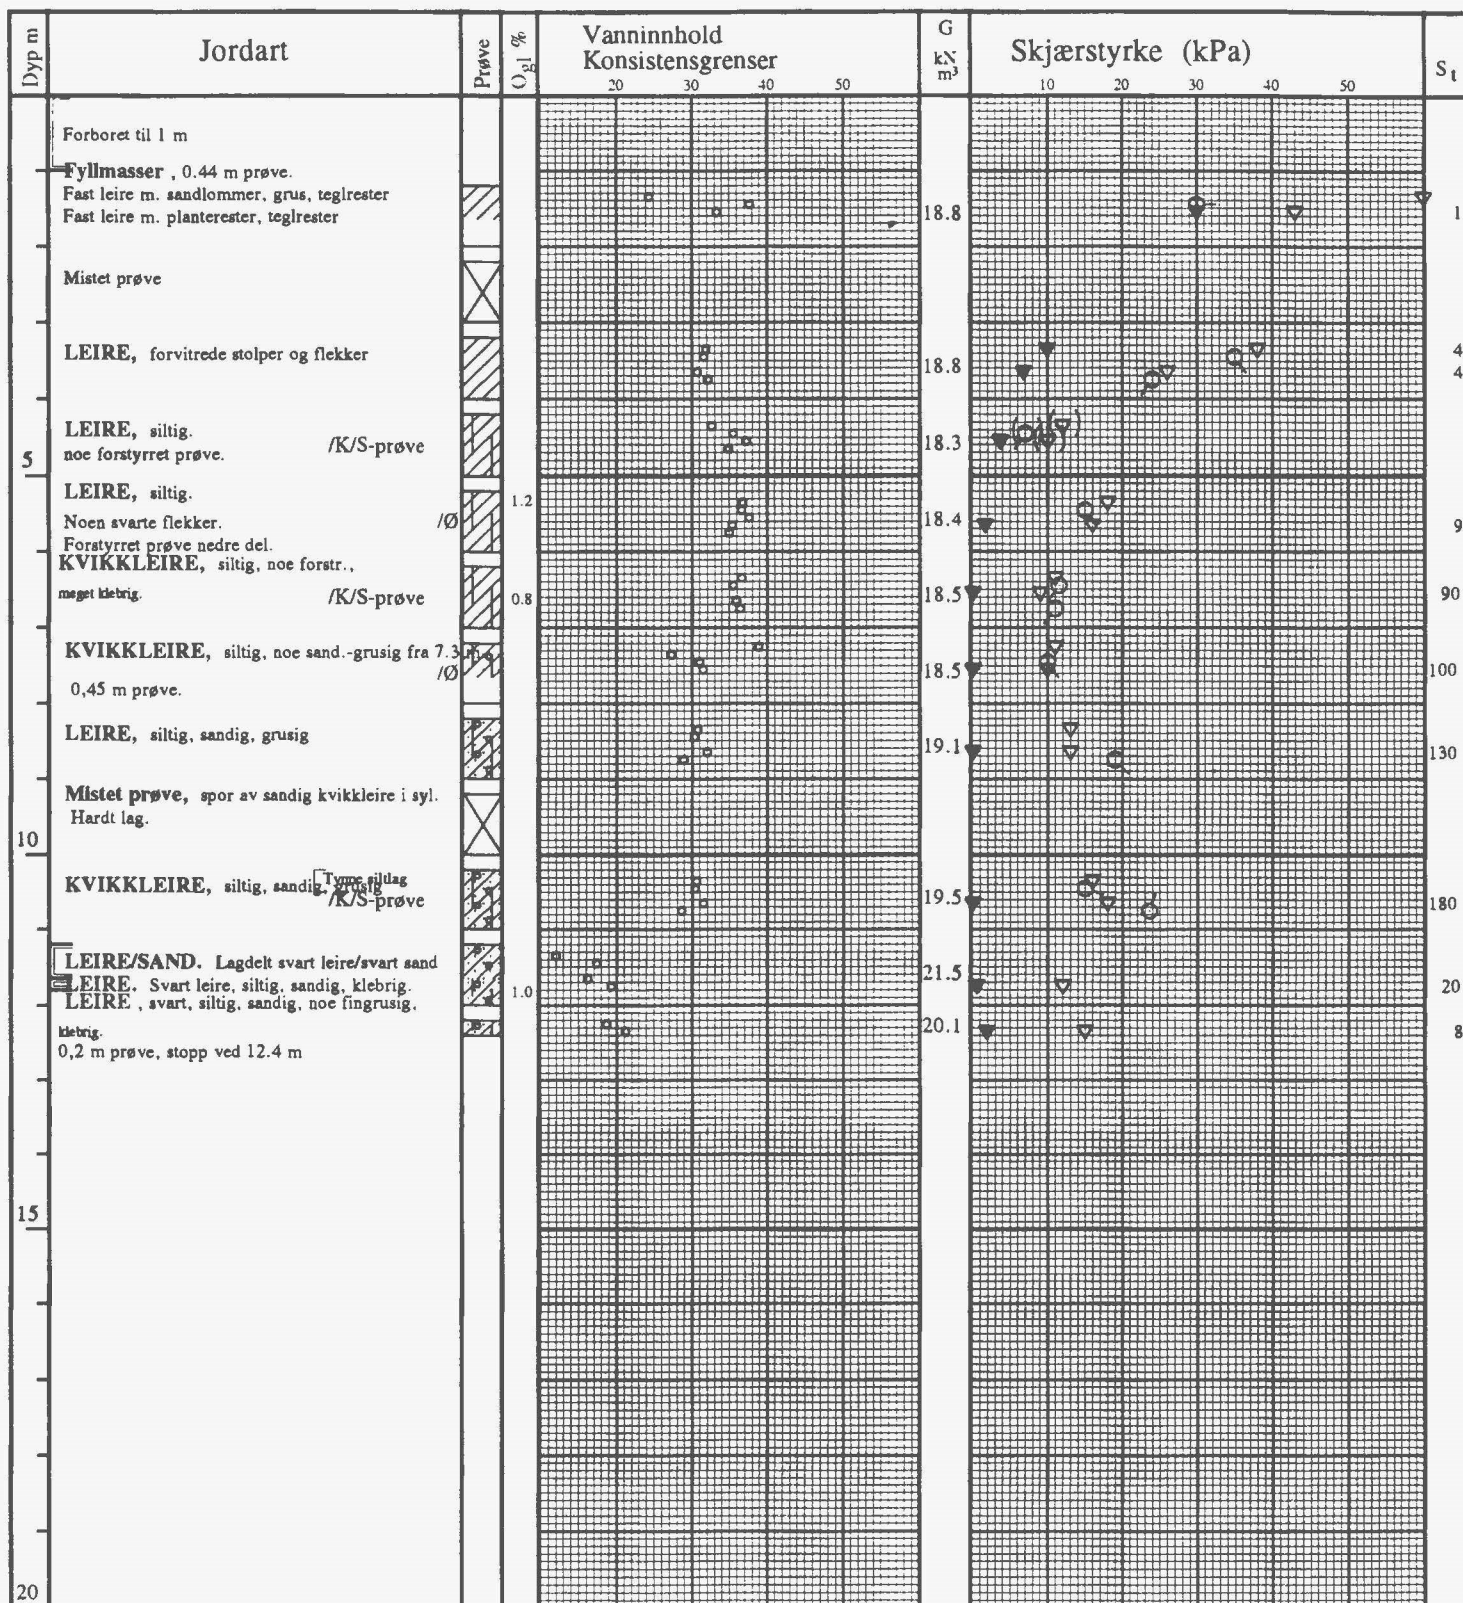 Dyp m
Jordart
Prøve
O gl %
Vanninnhold
Konsistensgrenser
20 30 40 50
G
kN
m³
Skjærstyrke (kPa)
10 20 30 40 50
S t
Forboret til 1 m
Fyllmasser , 0.44 m prøve.
Fast leire m. sandlommer, grus, teglrester
Fast leire m. planterester, teglrester
18.8 1
Mistet prøve
LEIRE, forvitrede stolper og flekker
4
18.8 4
LEIRE, siltig.
noe forstyrret prøve. /K/S-prøve
18.3
5
LEIRE, siltig.
1.2
Noen svarte flekker. /Ø
18.4 9
Forstyrret prøve nedre del.
KVIKKLEIRE, siltig, noe forstr.,
meget klebrig. /K/S-prøve
0.8 18.5 90
KVIKKLEIRE, siltig, noe sand.-grusig fra 7.3 m
/Ø
18.5 100
0,45 m prøve.
LEIRE, siltig, sandig, grusig
19.1 130
Mistet prøve, spor av sandig kvikkleire i syl.
Hardt lag.
10
Tynne siltlag
KVIKKLEIRE, siltig, sandig, grusig
/K/S-prøve
19.5 180
LEIRE/SAND. Lagdelt svart leire/svart sand
21.5
LEIRE. Svart leire, siltig, sandig, klebrig.
20
LEIRE , svart, siltig, sandig, noe fingrusig,
1.0
klebrig.
20.1 8
0,2 m prøve, stopp ved 12.4 m
15
20